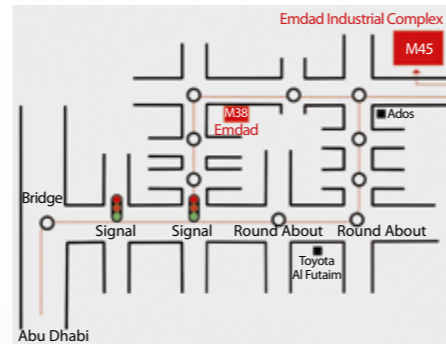 Emdad Industrial Complex
M45
M38
Emdad
Ados
Bridge
Signal
Signal
Round About
Round About
Toyota
Al Futaim
Abu Dhabi